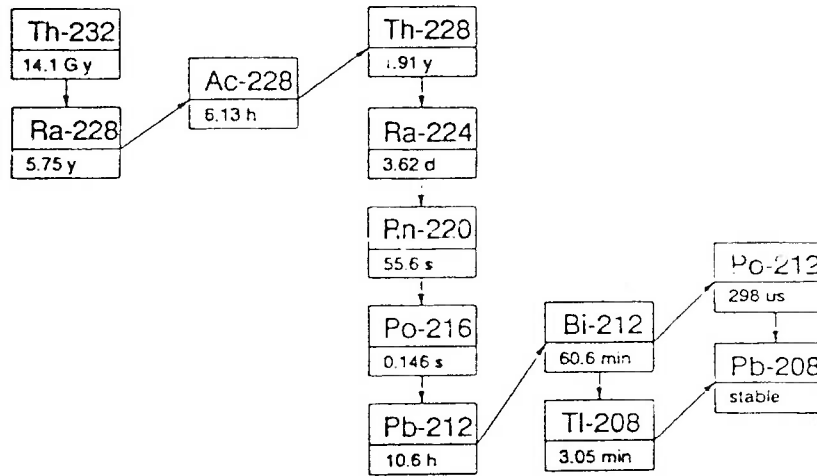 Th-232
14.1 G y
Ra-228
5.75 y
Ac-228
6.13 h
Th-228
1.91 y
Ra-224
3.62 d
Rn-220
55.6 s
Po-216
0.146 s
Pb-212
10.6 h
Bi-212
60.6 min
Tl-208
3.05 min
Po-212
298 us
Pb-208
stable